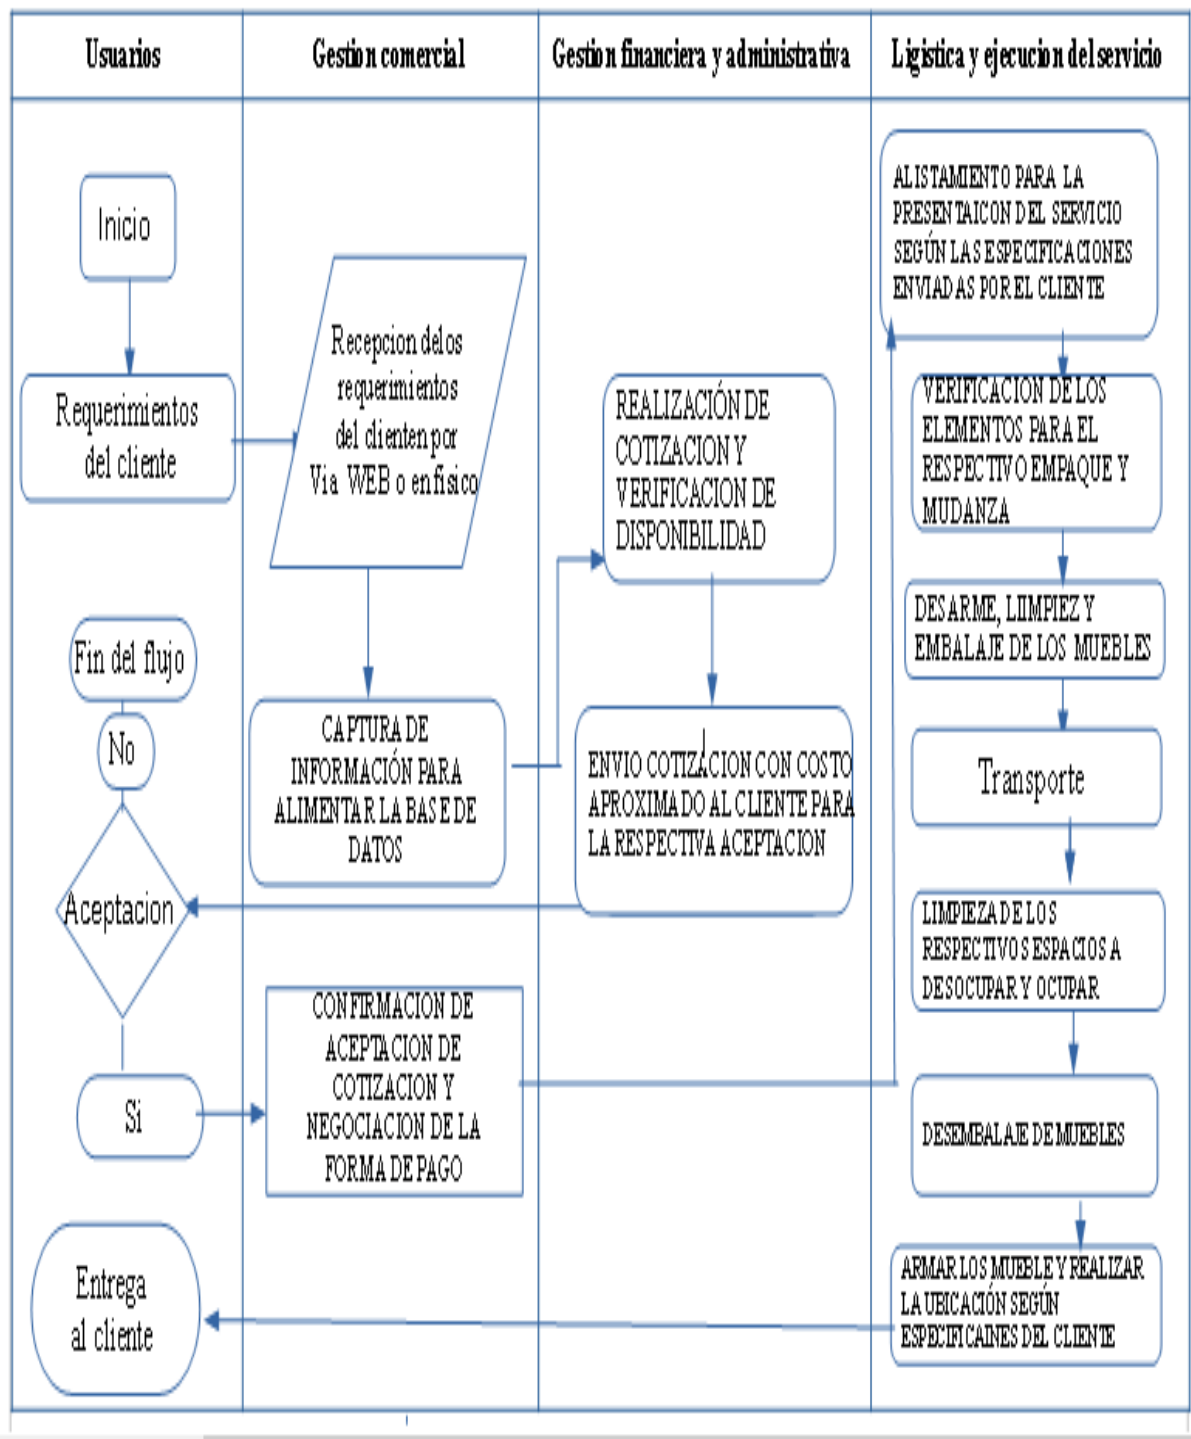 Usuarios
Gestion comercial
Gestion financiera y administrativa
Ligistica y ejecucion del servicio
Inicio
Requerimientos
del cliente
Recepcion delos
requerimientos
del clienten por
Via WEB o en fisico
CAPTURA DE
INFORMACIÓN PARA
ALIMENTAR LA BASE DE
DATOS
REALIZACIÓN DE
COTIZACION Y
VERIFICACION DE
DISPONIBILIDAD
ENVIO COTIZACION CON COSTO
APROXIMADO AL CLIENTE PARA
LA RESPECTIVA ACEPTACION
Fin del flujo
No
Aceptacion
Si
CONFIRMACION DE
ACEPTACION DE
COTIZACION Y
NEGOCIACION DE LA
FORMA DE PAGO
ALISTAMIENTO PARA LA
PRESENTAICON DEL SERVICIO
SEGÚN LAS ESPECIFICACIONES
ENVIADAS POR EL CLIENTE
VERIFICACION DE LOS
ELEMENTOS PARA EL
RESPECTIVO EMPAQUE Y
MUDANZA
DESARME, LIIMPIEZ Y
EMBALAJE DE LOS MUEBLES
Transporte
LIMPIEZA DE LOS
RESPECTIVOS ESPACIOS A
DESOCUPAR Y OCUPAR
DESEMBALAJE DE MUEBLES
ARMAR LOS MUEBLE Y REALIZAR
LA UBICACIÓN SEGÚN
ESPECIFICAINES DEL CLIENTE
Entrega
al cliente